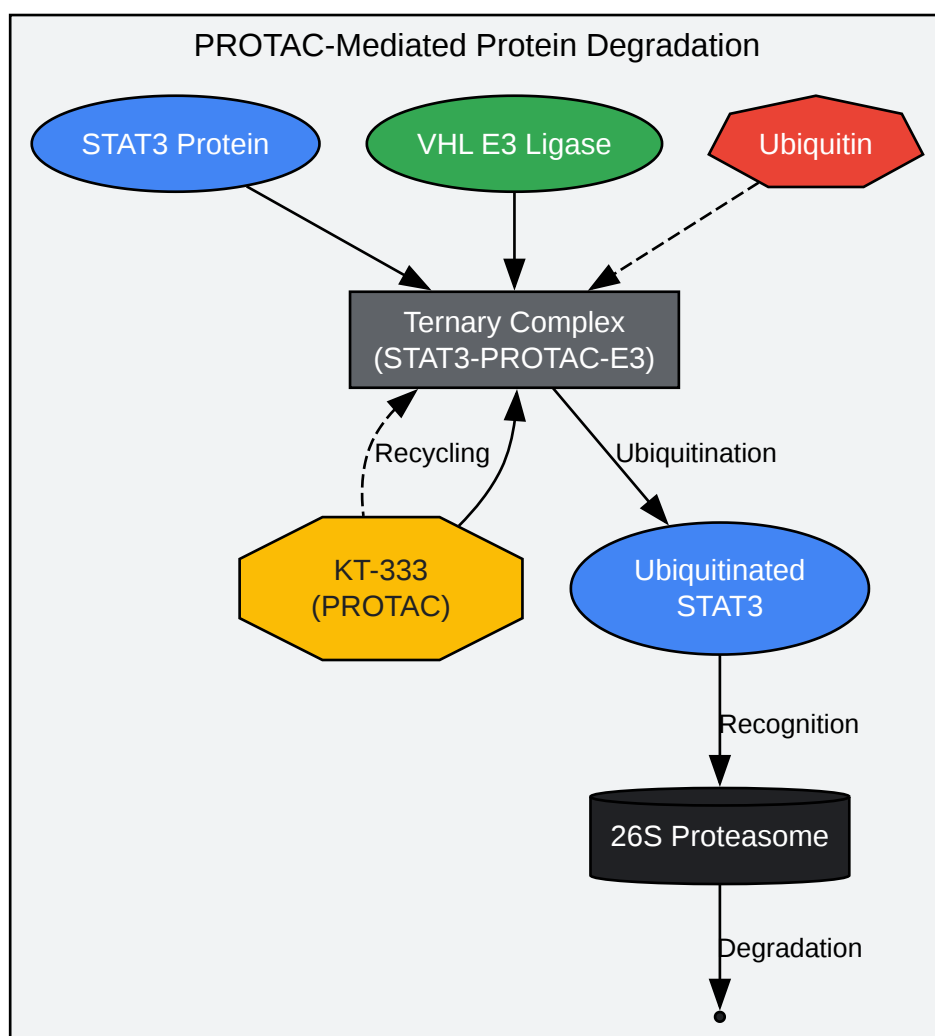 PROTAC-Mediated Protein Degradation
STAT3 Protein
VHL E3 Ligase
Ubiquitin
Ternary Complex
(STAT3-PROTAC-E3)
Recycling
Ubiquitination
KT-333
(PROTAC)
Ubiquitinated
STAT3
Recognition
26S Proteasome
Degradation